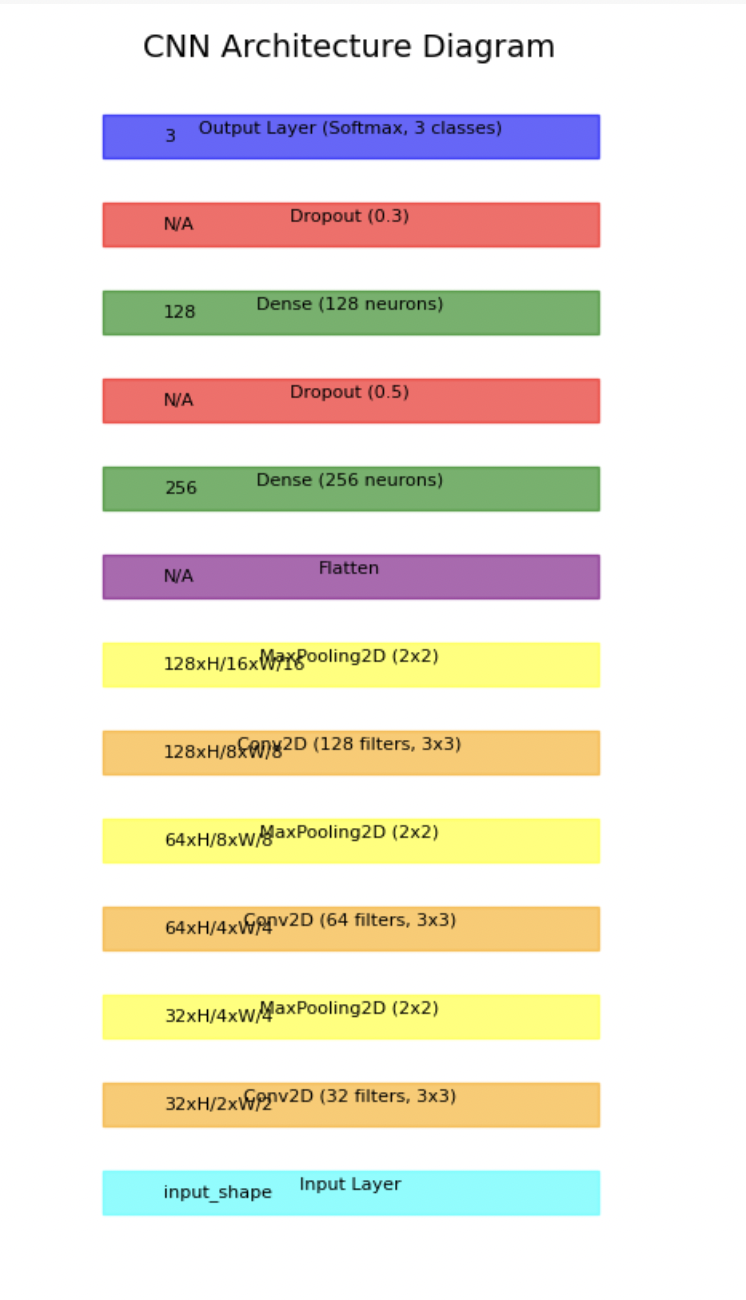 CNN Architecture Diagram
3 Output Layer (Softmax, 3 classes)
N/A Dropout (0.3)
128 Dense (128 neurons)
N/A Dropout (0.5)
256 Dense (256 neurons)
N/A Flatten
128xH/16xW/16 MaxPooling2D (2x2)
128xH/8xW/8 Conv2D (128 filters, 3x3)
64xH/8xW/8 MaxPooling2D (2x2)
64xH/4xW/4 Conv2D (64 filters, 3x3)
32xH/4xW/4 MaxPooling2D (2x2)
32xH/2xW/2 Conv2D (32 filters, 3x3)
input_shape Input Layer